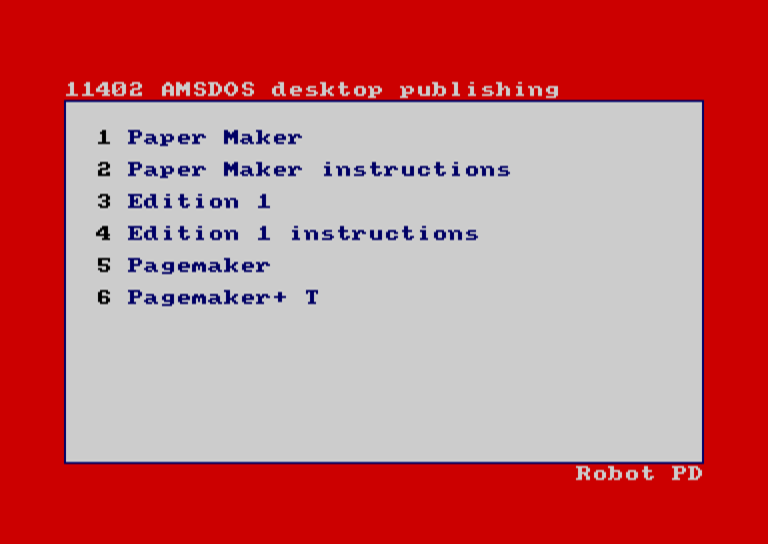 11402 AMSDOS desktop publishing
1 Paper Maker
2 Paper Maker instructions
3 Edition 1
4 Edition 1 instructions
5 Pagemaker
6 Pagemaker+ T
Robot PD